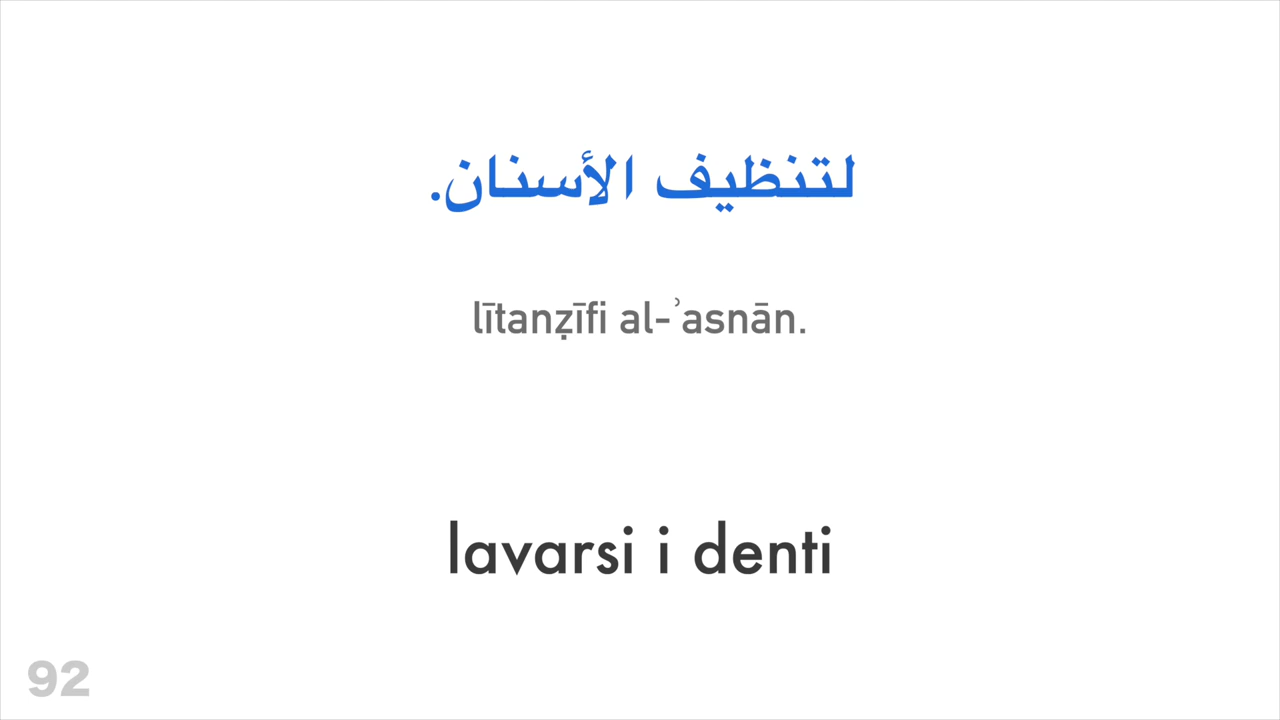 لتنظيف الأسنان.
lītanẓīfi al-ʾasnān.
lavarsi i denti
92